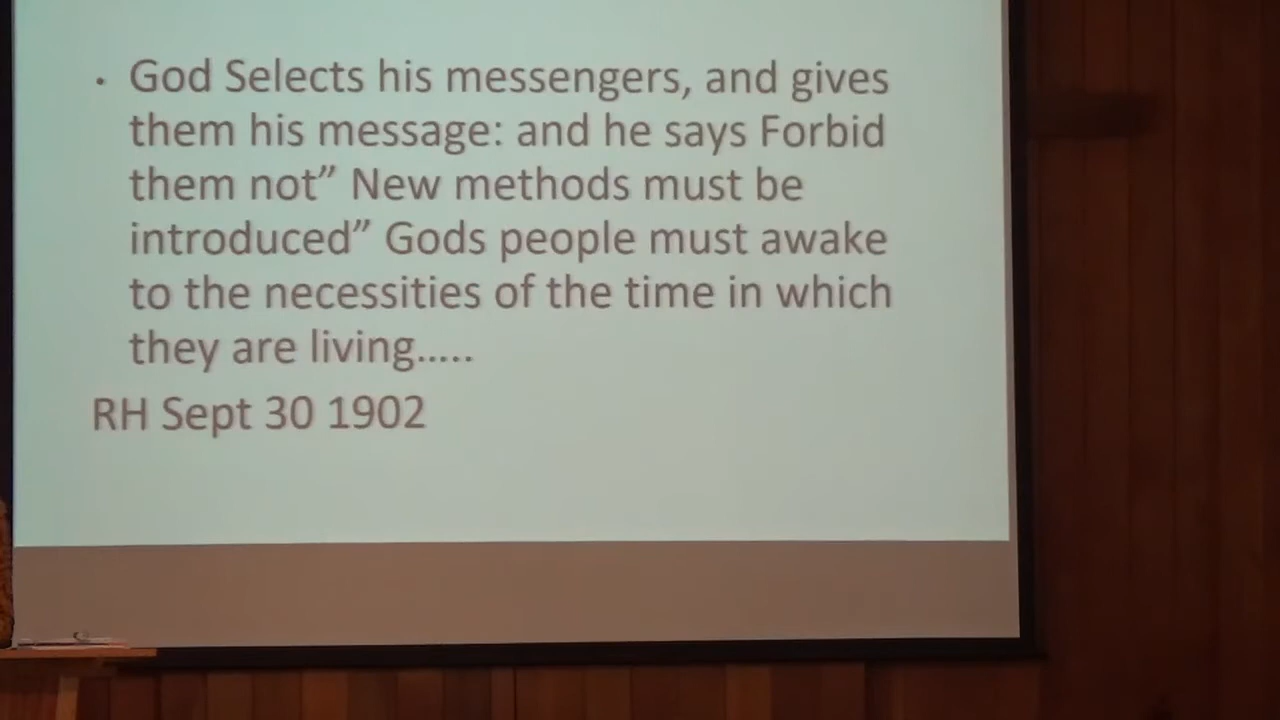 • God Selects his messengers, and gives
them his message: and he says Forbid
them not” New methods must be
introduced” Gods people must awake
to the necessities of the time in which
they are living.....
RH Sept 30 1902